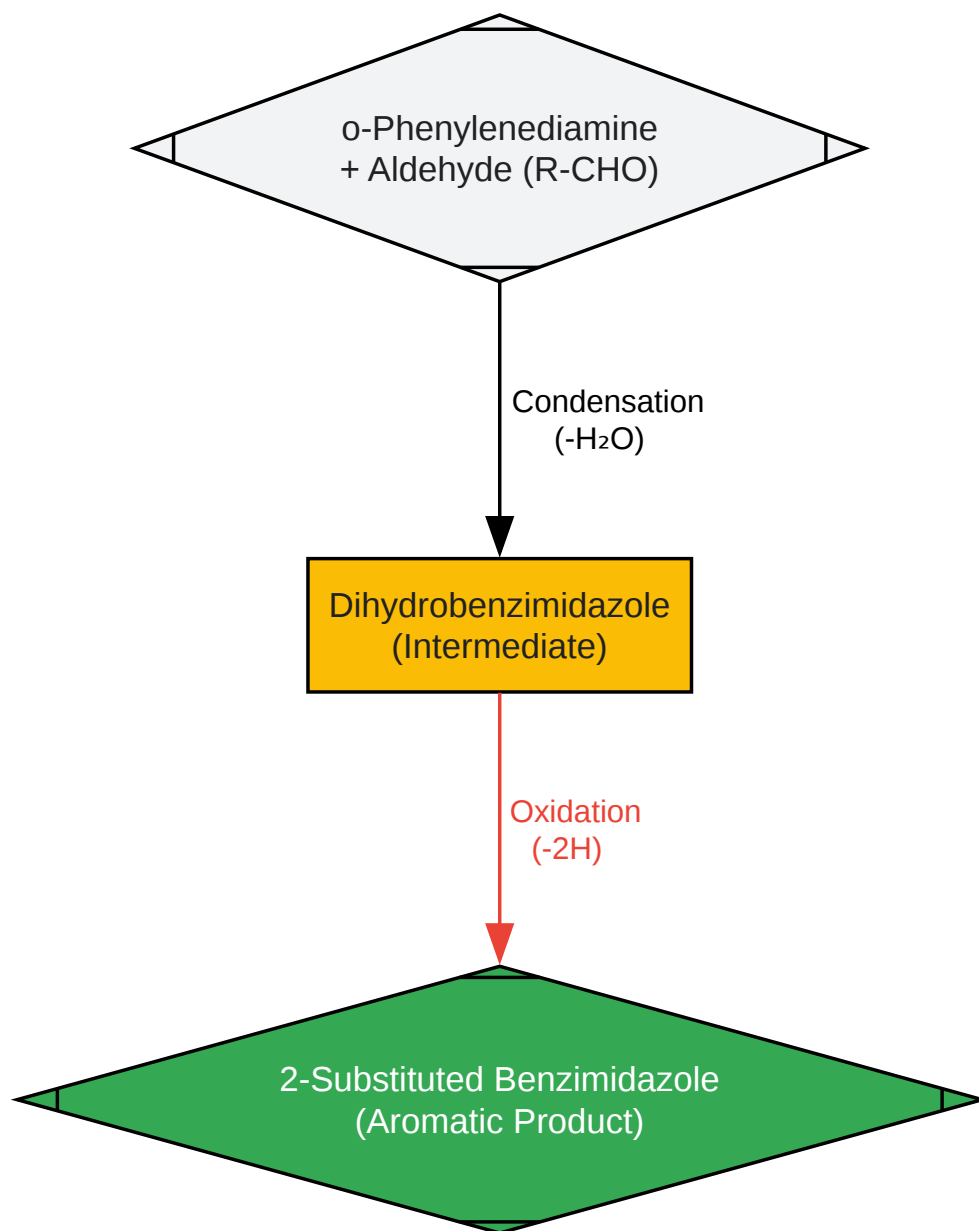 o-Phenylenediamine
+ Aldehyde (R-CHO)
Condensation
(-H₂O)
Dihydrobenzimidazole
(Intermediate)
Oxidation
(-2H)
2-Substituted Benzimidazole
(Aromatic Product)